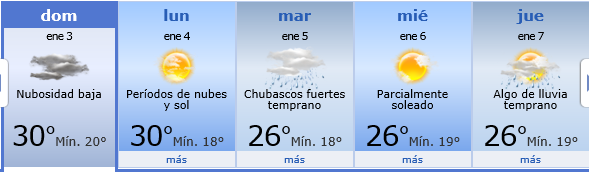 dom
ene 3
Nubosidad baja
30° Mín. 20°
lun
ene 4
Períodos de nubes
y sol
30° Mín. 18°
más
mar
ene 5
Chubascos fuertes
temprano
26° Mín. 18°
más
mié
ene 6
Parcialmente
soleado
26° Mín. 19°
más
jue
ene 7
Algo de lluvia
temprano
26° Mín. 19°
más